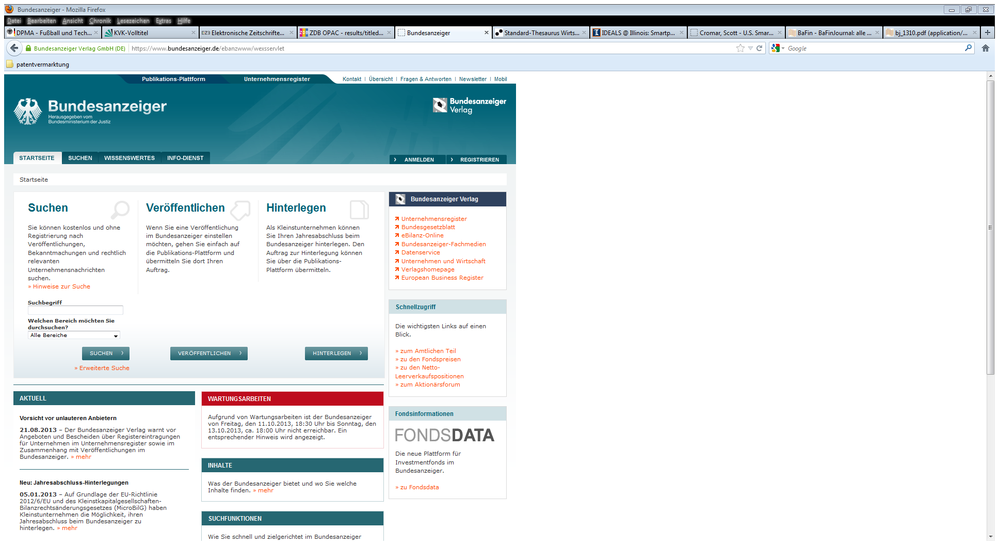 Bundesanzeiger - Mozilla Firefox
Datei Bearbeiten Ansicht Chronik Lesezeichen Extras Hilfe
DPMA - Fußball und Tech...
KVK-Volltitel
Elektronische Zeitschrifte...
ZDB OPAC - results/titled...
Bundesanzeiger
Standard-Thesaurus Wirts...
IDEALS @ Illinois: Smartp...
Cromar, Scott - U.S. Smar...
BaFin - BaFinJournal: alle ...
bj_1310.pdf (application/...
Bundesanzeiger Verlag GmbH (DE) https://www.bundesanzeiger.de/ebanzwww/wexsservlet
Google
patentvermarktung
Publikations-Plattform
Unternehmensregister
Kontakt | Übersicht | Fragen & Antworten | Newsletter | Mobil
Bundesanzeiger
Herausgegeben vom
Bundesministerium der Justiz
Bundesanzeiger
Verlag
STARTSEITE
SUCHEN
WISSENSWERTES
INFO-DIENST
ANMELDEN
REGISTRIEREN
Startseite
Suchen
Sie können kostenlos und ohne
Registrierung nach
Veröffentlichungen,
Bekanntmachungen und rechtlich
relevanten
Unternehmensnachrichten
suchen.
» Hinweise zur Suche
Suchbegriff
Welchen Bereich möchten Sie
durchsuchen?
Alle Bereiche
SUCHEN
» Erweiterte Suche
Veröffentlichen
Wenn Sie eine Veröffentlichung
im Bundesanzeiger einstellen
möchten, gehen Sie einfach auf
die Publikations-Plattform und
übermitteln Sie dort Ihren
Auftrag.
VERÖFFENTLICHEN
Hinterlegen
Als Kleinstunternehmen können
Sie Ihren Jahresabschluss beim
Bundesanzeiger hinterlegen. Den
Auftrag zur Hinterlegung können
Sie über die Publikations-
Plattform übermitteln.
HINTERLEGEN
Bundesanzeiger Verlag
Unternehmensregister
Bundesgesetzblatt
eBilanz-Online
Bundesanzeiger-Fachmedien
Datenservice
Unternehmen und Wirtschaft
Verlagshomepage
European Business Register
Schnellzugriff
Die wichtigsten Links auf einen
Blick.
» zum Amtlichen Teil
» zu den Fondspreisen
» zu den Netto-
Leerverkaufspositionen
» zum Aktionärsforum
Fondsinformationen
FONDSDATA
Die neue Plattform für
Investmentfonds im
Bundesanzeiger.
» zu Fondsdata
AKTUELL
Vorsicht vor unlauteren Anbietern
21.08.2013 – Der Bundesanzeiger Verlag warnt vor
Angeboten und Bescheiden über Registereintragungen
für Unternehmen im Unternehmensregister sowie im
Zusammenhang mit Veröffentlichungen im
Bundesanzeiger. » mehr
Neu: Jahresabschluss-Hinterlegungen
05.01.2013 – Auf Grundlage der EU-Richtlinie
2012/6/EU und des Kleinstkapitalgesellschaften-
Bilanzrechtsänderungsgesetzes (MicroBilG) haben
Kleinstunternehmen die Möglichkeit, ihren
Jahresabschluss beim Bundesanzeiger zu
hinterlegen. » mehr
WARTUNGSARBEITEN
Aufgrund von Wartungsarbeiten ist der Bundesanzeiger
von Freitag, den 11.10.2013, 18:30 Uhr bis Sonntag, den
13.10.2013, ca. 18:00 Uhr nicht erreichbar. Ein
entsprechender Hinweis wird angezeigt.
INHALTE
Was der Bundesanzeiger bietet und wo Sie welche
Inhalte finden. » mehr
SUCHFUNKTIONEN
Wie Sie schnell und zielgerichtet im Bundesanzeiger